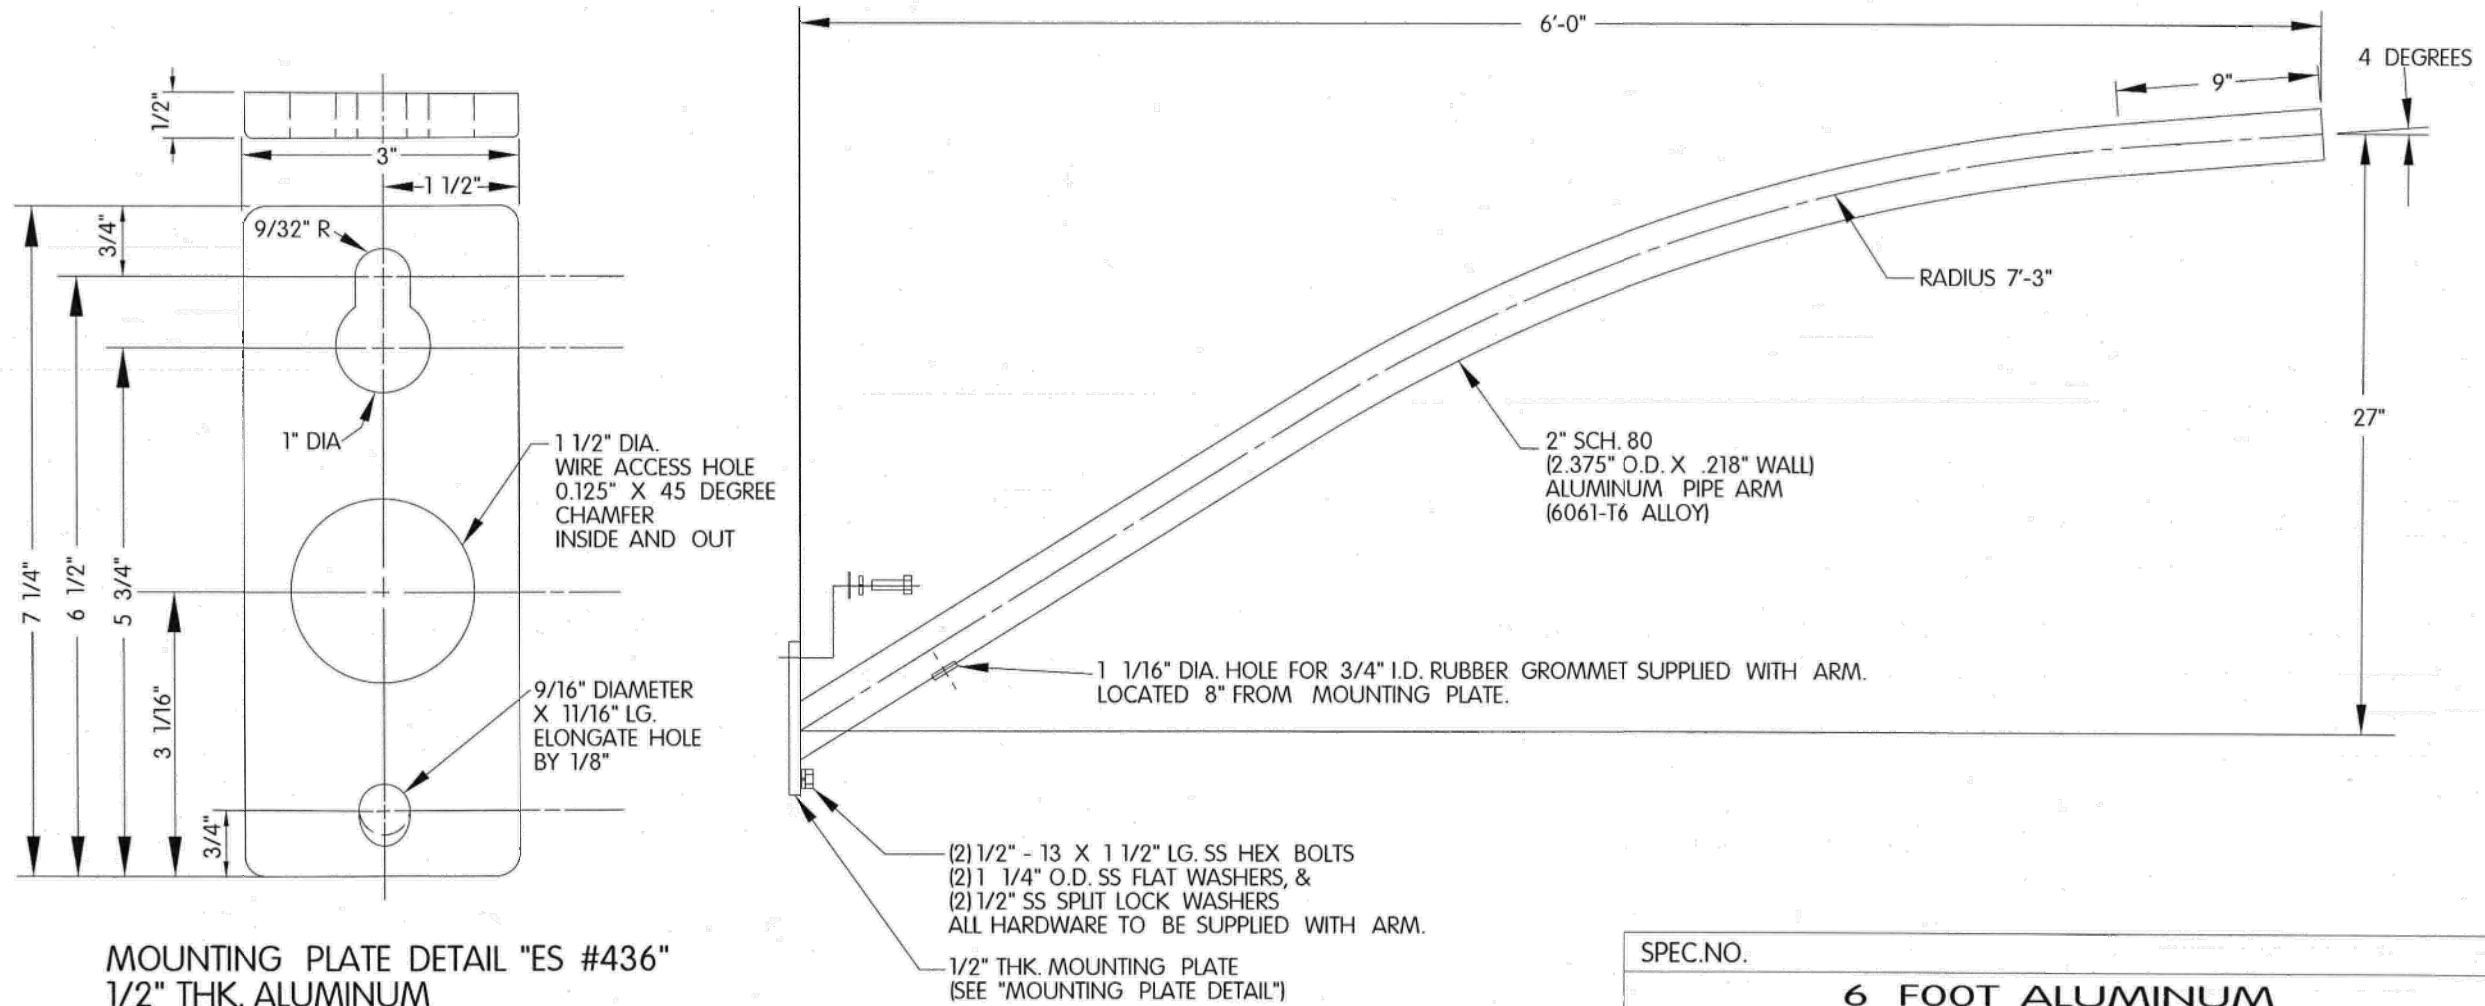 6'-0"
4 DEGREES
9"
1/2"
3"
1 1/2"
3/4"
9/32" R
RADIUS 7'-3"
27"
1" DIA
1 1/2" DIA.
WIRE ACCESS HOLE
0.125" X 45 DEGREE
CHAMFER
INSIDE AND OUT
2" SCH. 80
(2.375" O.D. X .218" WALL)
ALUMINUM PIPE ARM
(6061-T6 ALLOY)
7 1/4"
6 1/2"
5 3/4"
3 1/16"
3/4"
9/16" DIAMETER
X 11/16" LG.
ELONGATE HOLE
BY 1/8"
1 1/16" DIA. HOLE FOR 3/4" I.D. RUBBER GROMMET SUPPLIED WITH ARM.
LOCATED 8" FROM MOUNTING PLATE.
(2) 1/2" - 13 X 1 1/2" LG. SS HEX BOLTS
(2) 1 1/4" O.D. SS FLAT WASHERS, &
(2) 1/2" SS SPLIT LOCK WASHERS
ALL HARDWARE TO BE SUPPLIED WITH ARM.
1/2" THK. MOUNTING PLATE
(SEE "MOUNTING PLATE DETAIL")
MOUNTING PLATE DETAIL "ES #436"
1/2" THK. ALUMINUM
SPEC.NO.
6 FOOT ALUMINUM